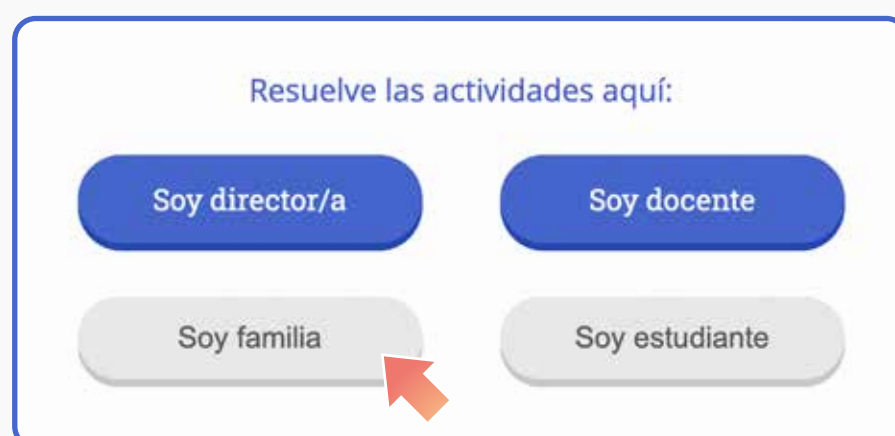 Resuelve las actividades aquí:
Soy director/a
Soy docente
Soy familia
Soy estudiante